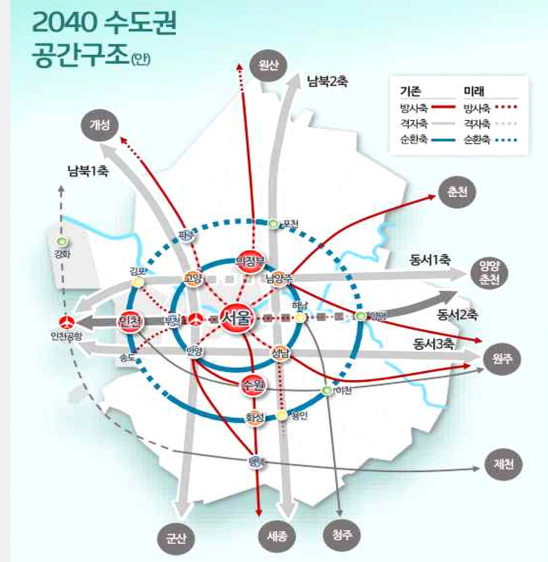 2040 수도권
공간구조(안)
원산
남북2축
기존 미래
방사축 방사축
격자축 격자축
순환축 순환축
개성
남북1축
춘천
파주
포천
강화
의정부
동서1축
김포
고양
남양주
양양
춘천
동서2축
인천
부천
서울
하남
양평
인천공항
동서3축
송도
안양
성남
원주
수원
이천
화성
용인
평택
제천
군산
세종
청주